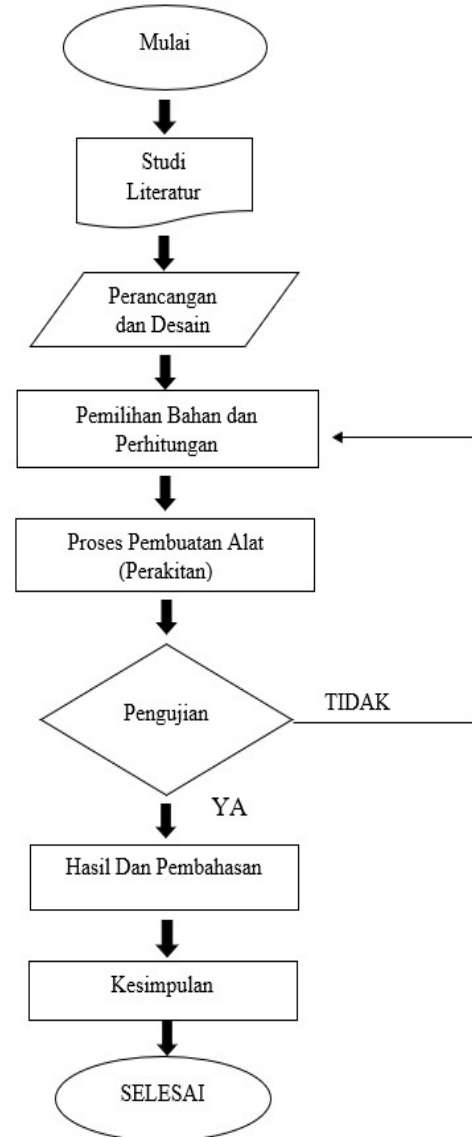 Mulai
Studi
Literatur
Perancangan
dan Desain
Pemilihan Bahan dan
Perhitungan
Proses Pembuatan Alat
(Perakitan)
Pengujian
TIDAK
YA
Hasil Dan Pembahasan
Kesimpulan
SELESAI